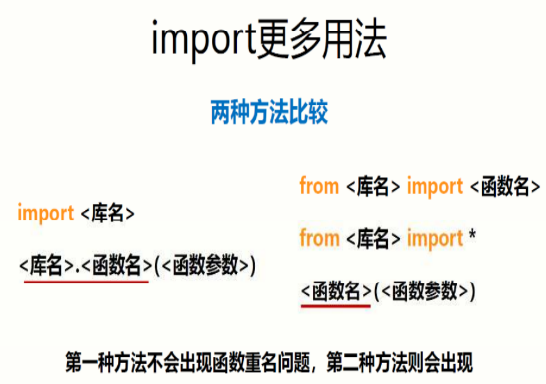 import更多用法
两种方法比较
import <库名>
<库名>.<函数名>(<函数参数>)
from <库名> import <函数名>
from <库名> import *
<函数名>(<函数参数>)
第一种方法不会出现函数重名问题，第二种方法则会出现